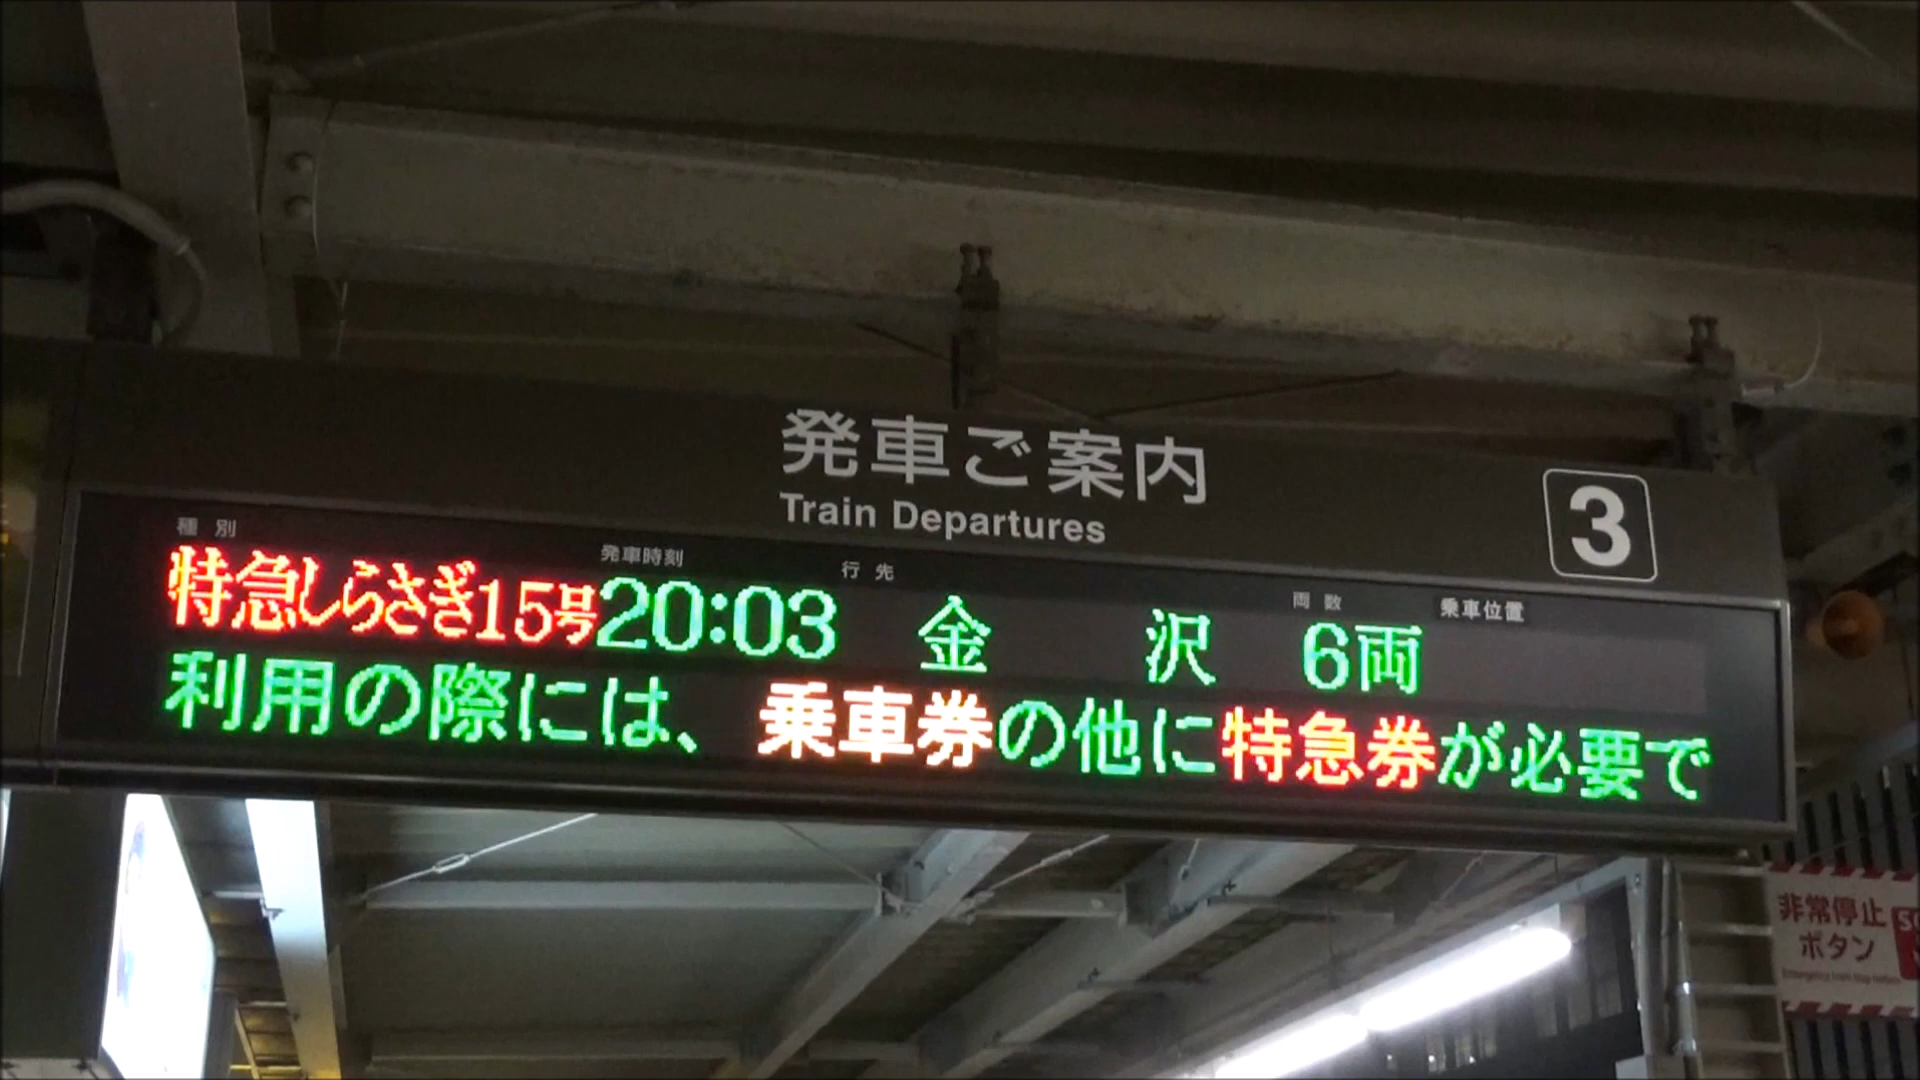 発車ご案内
Train Departures
3
種別 発車時刻 行先 両数 乗車位置
特急しらさぎ15号 20:03 金沢 6両
利用の際には、乗車券の他に特急券が必要で
非常停止
ボタン